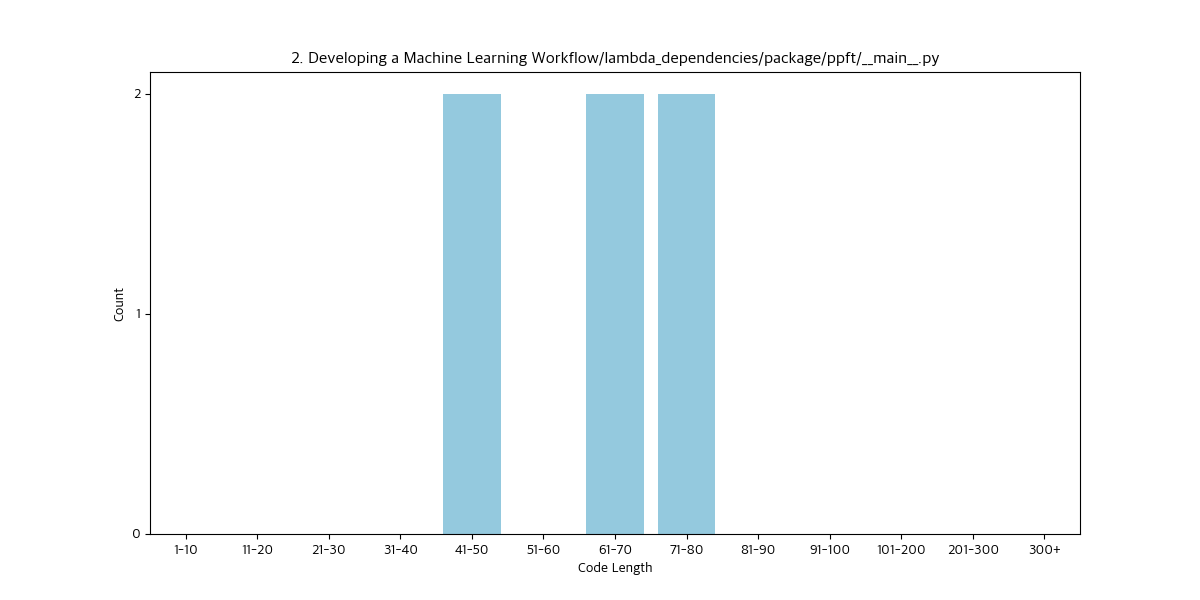 2. Developing a Machine Learning Workflow/lambda_dependencies/package/ppft/__main__.py
Count
2
1
0
1-10 11-20 21-30 31-40 41-50 51-60 61-70 71-80 81-90 91-100 101-200 201-300 300+
Code Length